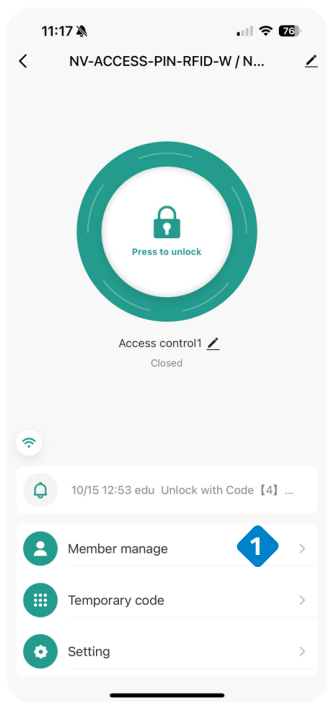 11:17
76
NV-ACCESS-PIN-RFID-W / N...
Press to unlock
Access control1
Closed
10/15 12:53 edu Unlock with Code【4】...
Member manage
1
Temporary code
Setting